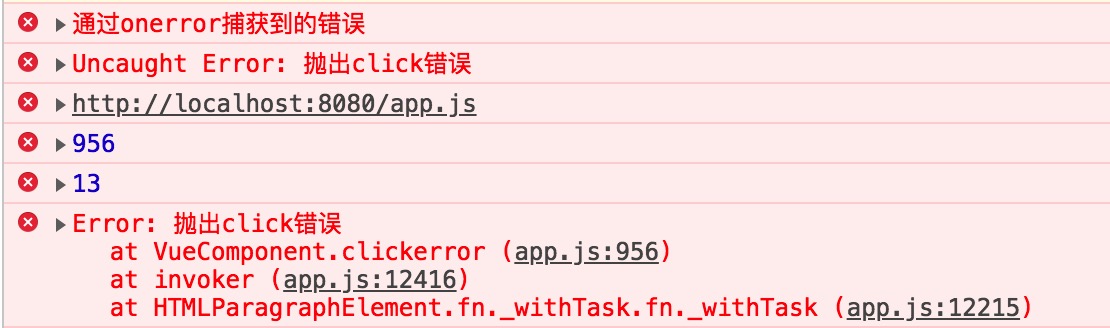 通过onerror捕获到的错误
Uncaught Error: 抛出click错误
http://localhost:8080/app.js
956
13
Error: 抛出click错误
at VueComponent.clickerror (app.js:956)
at invoker (app.js:12416)
at HTMLParagraphElement.fn._withTask.fn._withTask (app.js:12215)